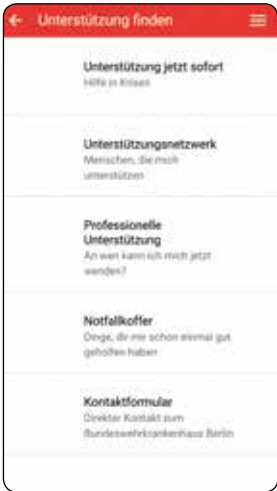 Unterstützung finden
Unterstützung jetzt sofort
Hilfe in Krisen
Unterstützungsnetzwerk
Menschen, die mich
unterstützen
Professionelle
Unterstützung
An wen kann ich mich jetzt
wenden?
Notfallkoffer
Dinge, die mir schon einmal gut
geholfen haben
Kontaktformular
Direkter Kontakt zum
Bundeswehrkrankenhaus Berlin